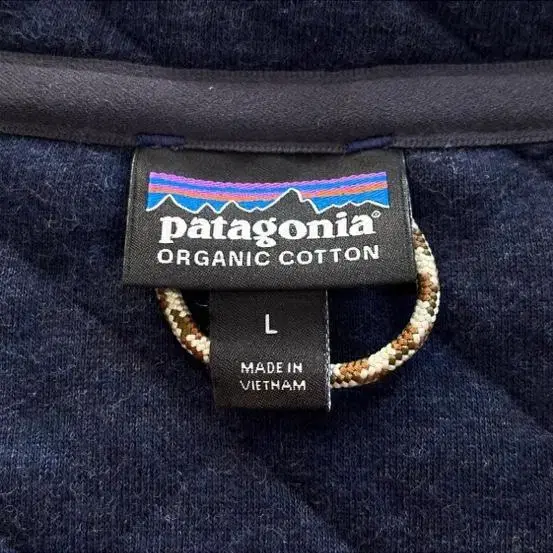 patagonia®
ORGANIC COTTON
L
MADE IN
VIETNAM